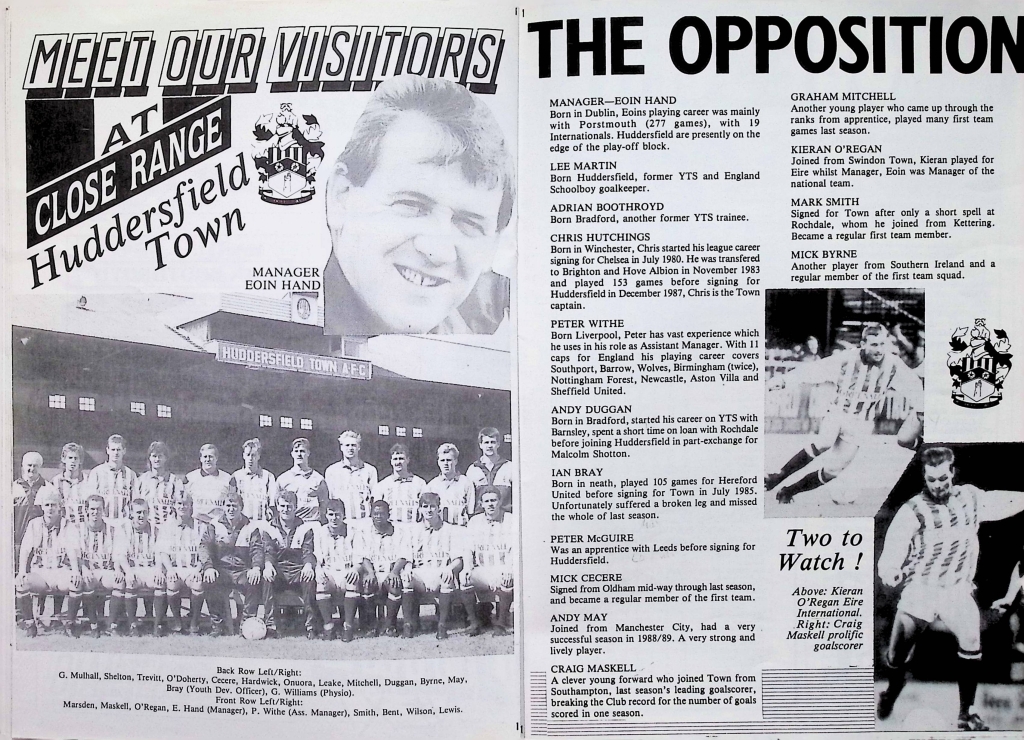 MEET OUR VISITORS
AT
CLOSE RANGE
Huddersfield
Town
MANAGER
EOIN HAND
HUDDERSFIELD TOWN A.F.C.
Back Row Left/Right:
G. Mulhall, Shelton, Trevitt, O'Doherty, Cecere, Hardwick, Onuora, Leake, Mitchell, Duggan, Byrne, May,
Bray (Youth Dev. Officer), G. Williams (Physio).
Front Row Left/Right:
Marsden, Maskell, O'Regan, E. Hand (Manager), P. Withe (Ass. Manager), Smith, Bent, Wilson, Lewis.
THE OPPOSITION
MANAGER—EOIN HAND
Born in Dublin, Eoins playing career was mainly
with Porstmouth (277 games), with 19
Internationals. Huddersfield are presently on the
edge of the play-off block.
LEE MARTIN
Born Huddersfield, former YTS and England
Schoolboy goalkeeper.
ADRIAN BOOTHROYD
Born Bradford, another former YTS trainee.
CHRIS HUTCHINGS
Born in Winchester, Chris started his league career
signing for Chelsea in July 1980. He was transfered
to Brighton and Hove Albion in November 1983
and played 153 games before signing for
Huddersfield in December 1987, Chris is the Town
captain.
PETER WITHE
Born Liverpool, Peter has vast experience which
he uses in his role as Assistant Manager. With 11
caps for England his playing career covers
Southport, Barrow, Wolves, Birmingham (twice),
Nottingham Forest, Newcastle, Aston Villa and
Sheffield United.
ANDY DUGGAN
Born in Bradford, started his career on YTS with
Barnsley, spent a short time on loan with Rochdale
before joining Huddersfield in part-exchange for
Malcolm Shotton.
IAN BRAY
Born in neath, played 105 games for Hereford
United before signing for Town in July 1985.
Unfortunately suffered a broken leg and missed
the whole of last season.
PETER McGUIRE
Was an apprentice with Leeds before signing for
Huddersfield.
MICK CECERE
Signed from Oldham mid-way through last season,
and became a regular member of the first team.
ANDY MAY
Joined from Manchester City, had a very
successful season in 1988/89. A very strong and
lively player.
CRAIG MASKELL
A clever young forward who joined Town from
Southampton, last season's leading goalscorer,
breaking the Club record for the number of goals
scored in one season.
GRAHAM MITCHELL
Another young player who came up through the
ranks from apprentice, played many first team
games last season.
KIERAN O'REGAN
Joined from Swindon Town, Kieran played for
Eire whilst Manager, Eoin was Manager of the
national team.
MARK SMITH
Signed for Town after only a short spell at
Rochdale, whom he joined from Kettering.
Became a regular first team member.
MICK BYRNE
Another player from Southern Ireland and a
regular member of the first team squad.
Two to
Watch !
Above: Kieran
O'Regan Eire
International.
Right: Craig
Maskell prolific
goalscorer